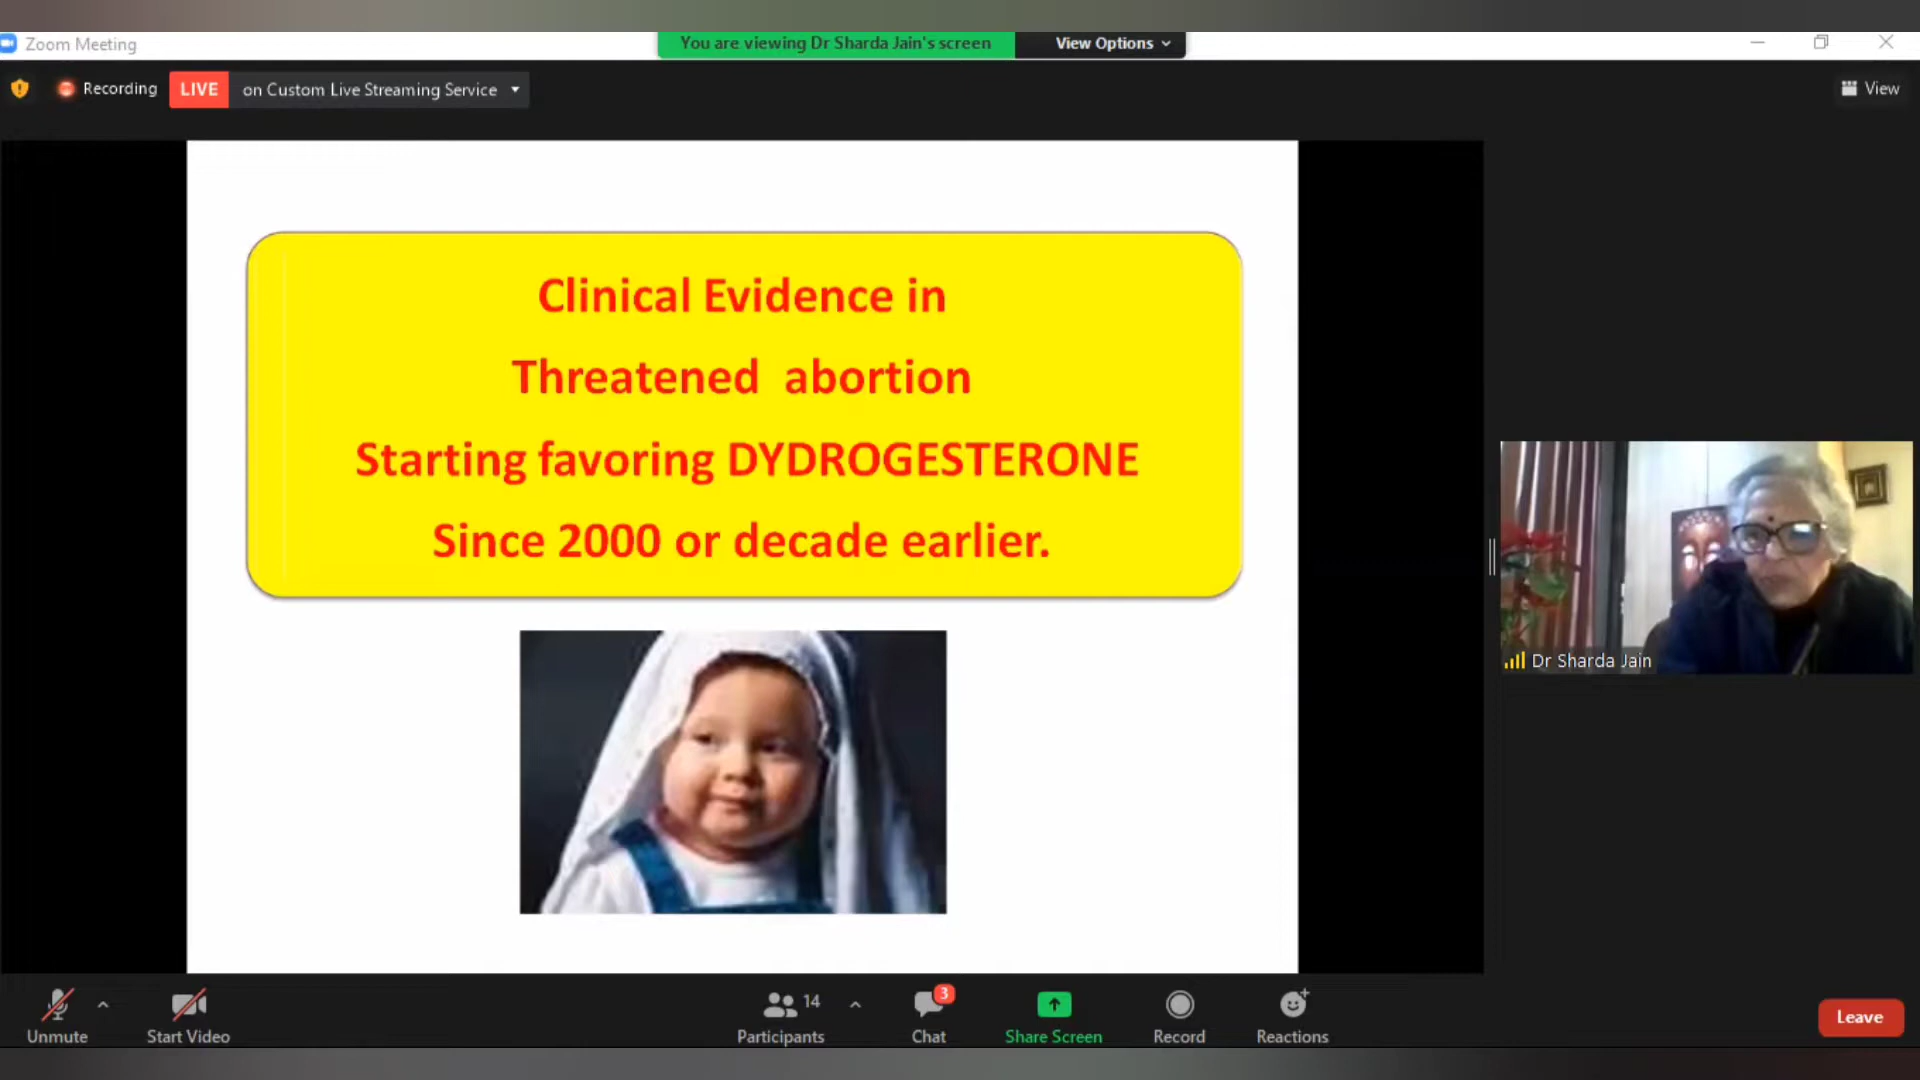 Zoom Meeting
You are viewing Dr Sharda Jain's screen
View Options
Recording
LIVE
on Custom Live Streaming Service
View
Clinical Evidence in
Threatened abortion
Starting favoring DYDROGESTERONE
Since 2000 or decade earlier.
Dr Sharda Jain
Unmute
Start Video
14
Participants
3
Chat
Share Screen
Record
Reactions
Leave